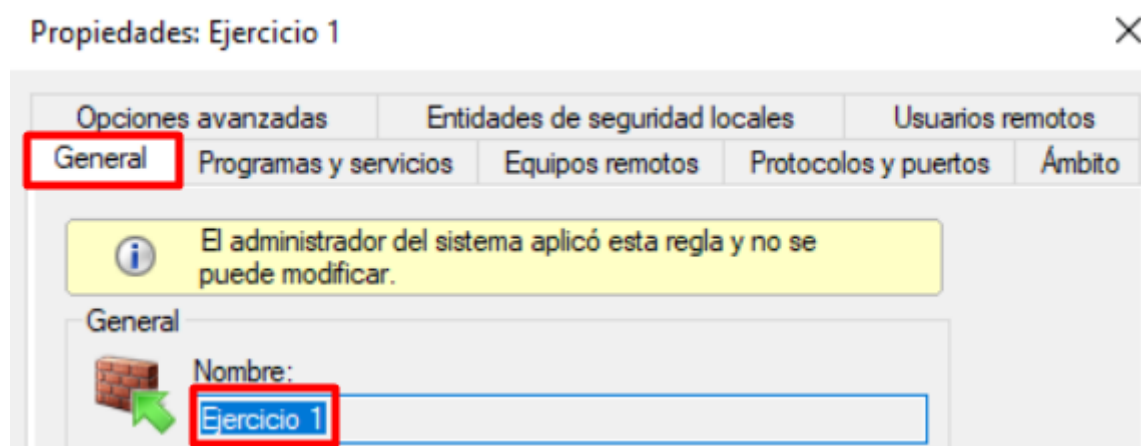 Propiedades: Ejercicio 1
Opciones avanzadas Entidades de seguridad locales Usuarios remotos
General Programas y servicios Equipos remotos Protocolos y puertos Ámbito
El administrador del sistema aplicó esta regla y no se
puede modificar.
General
Nombre:
Ejercicio 1